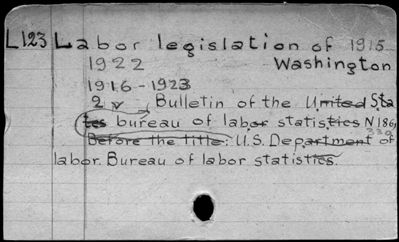 L123 Labor legislation of 1915
1922 Washington
1916-1923
2 v Bulletin of the United Sta
tes bureau of labor statistics N 186,
330
Before the title: U.S. Department of
labor. Bureau of labor statistics.